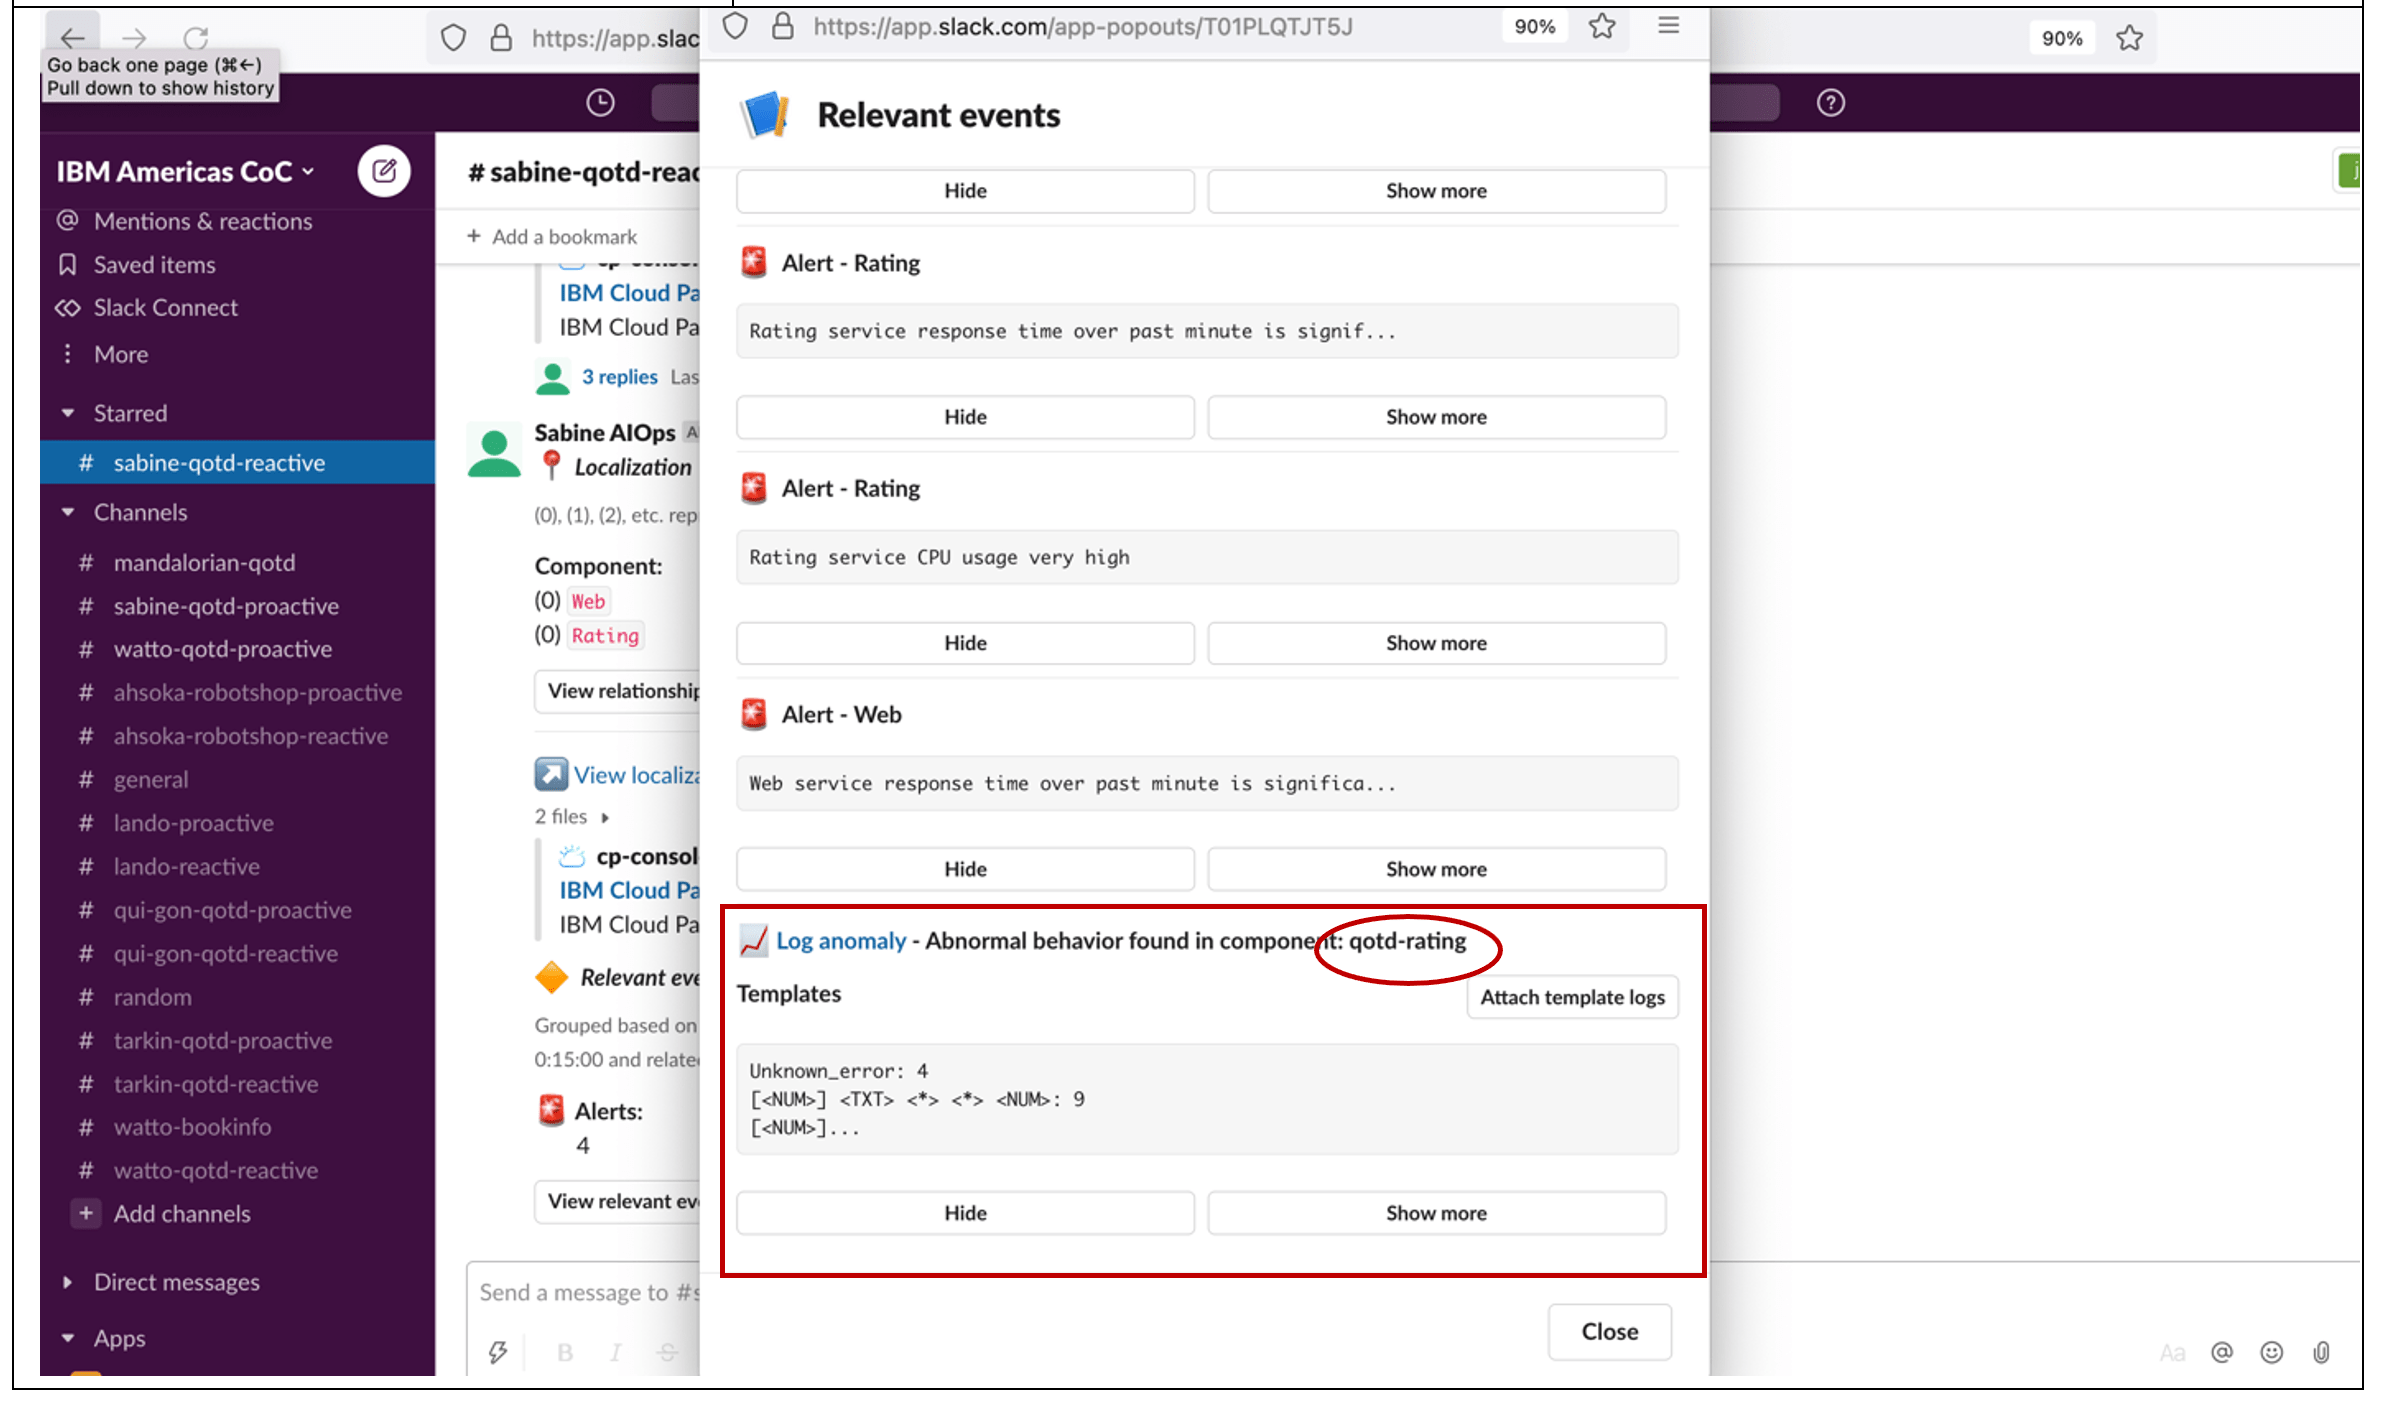 https://app.slac
90%
Go back one page (⌘←)
Pull down to show history
IBM Americas CoC
Mentions & reactions
Saved items
Slack Connect
More
Starred
# sabine-qotd-reactive
Channels
# mandalorian-qotd
# sabine-qotd-proactive
# watto-qotd-proactive
# ahsoka-robotshop-proactive
# ahsoka-robotshop-reactive
# general
# lando-proactive
# lando-reactive
# qui-gon-qotd-proactive
# qui-gon-qotd-reactive
# random
# tarkin-qotd-proactive
# tarkin-qotd-reactive
# watto-bookinfo
# watto-qotd-reactive
+ Add channels
Direct messages
Apps
# sabine-qotd-reac
+ Add a bookmark
IBM Cloud Pa
IBM Cloud Pa
3 replies Las
Sabine AIOps A
Localization
(0), (1), (2), etc. rep
Component:
(0) Web
(0) Rating
View relationship
View localiza
2 files
cp-consol
IBM Cloud Pa
IBM Cloud Pa
Relevant eve
Grouped based on
0:15:00 and related
Alerts:
4
View relevant eve
Send a message to #s
B I S
Aa @
https://app.slack.com/app-popouts/T01PLQTJT5J
90%
Relevant events
Hide Show more
Alert - Rating
Rating service response time over past minute is signif...
Hide Show more
Alert - Rating
Rating service CPU usage very high
Hide Show more
Alert - Web
Web service response time over past minute is significa...
Hide Show more
Log anomaly - Abnormal behavior found in component: qotd-rating
Templates
Attach template logs
Unknown_error: 4
[<NUM>] <TXT> <*> <*> <NUM>: 9
[<NUM>]...
Hide Show more
Close